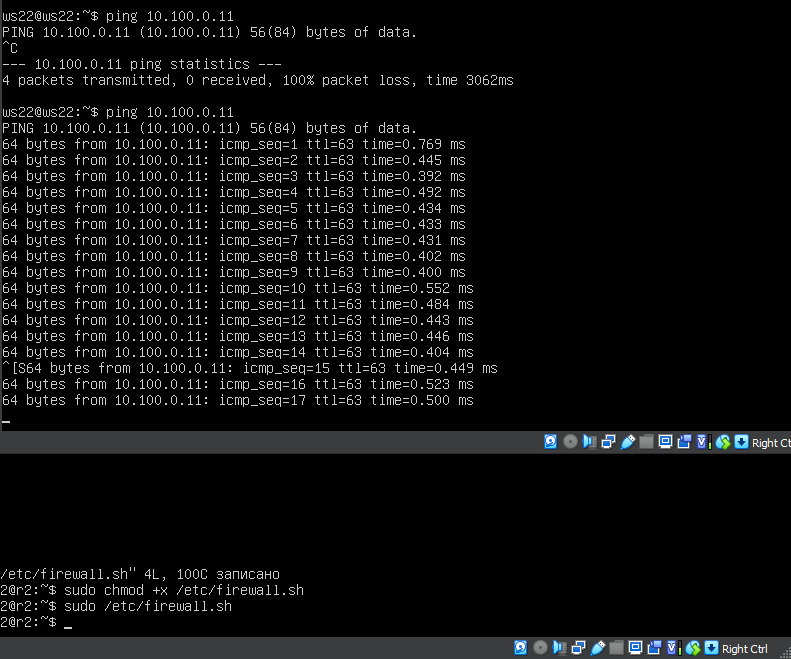 ws22@ws22:~$ ping 10.100.0.11
PING 10.100.0.11 (10.100.0.11) 56(84) bytes of data.
^C
--- 10.100.0.11 ping statistics ---
4 packets transmitted, 0 received, 100% packet loss, time 3062ms
ws22@ws22:~$ ping 10.100.0.11
PING 10.100.0.11 (10.100.0.11) 56(84) bytes of data.
64 bytes from 10.100.0.11: icmp_seq=1 ttl=63 time=0.769 ms
64 bytes from 10.100.0.11: icmp_seq=2 ttl=63 time=0.445 ms
64 bytes from 10.100.0.11: icmp_seq=3 ttl=63 time=0.392 ms
64 bytes from 10.100.0.11: icmp_seq=4 ttl=63 time=0.492 ms
64 bytes from 10.100.0.11: icmp_seq=5 ttl=63 time=0.434 ms
64 bytes from 10.100.0.11: icmp_seq=6 ttl=63 time=0.433 ms
64 bytes from 10.100.0.11: icmp_seq=7 ttl=63 time=0.431 ms
64 bytes from 10.100.0.11: icmp_seq=8 ttl=63 time=0.402 ms
64 bytes from 10.100.0.11: icmp_seq=9 ttl=63 time=0.400 ms
64 bytes from 10.100.0.11: icmp_seq=10 ttl=63 time=0.552 ms
64 bytes from 10.100.0.11: icmp_seq=11 ttl=63 time=0.484 ms
64 bytes from 10.100.0.11: icmp_seq=12 ttl=63 time=0.443 ms
64 bytes from 10.100.0.11: icmp_seq=13 ttl=63 time=0.446 ms
64 bytes from 10.100.0.11: icmp_seq=14 ttl=63 time=0.404 ms
^[S64 bytes from 10.100.0.11: icmp_seq=15 ttl=63 time=0.449 ms
64 bytes from 10.100.0.11: icmp_seq=16 ttl=63 time=0.523 ms
64 bytes from 10.100.0.11: icmp_seq=17 ttl=63 time=0.500 ms
Right Ct
/etc/firewall.sh" 4L, 100C записано
2@r2:~$ sudo chmod +x /etc/firewall.sh
2@r2:~$ sudo /etc/firewall.sh
2@r2:~$ _
Right Ctrl